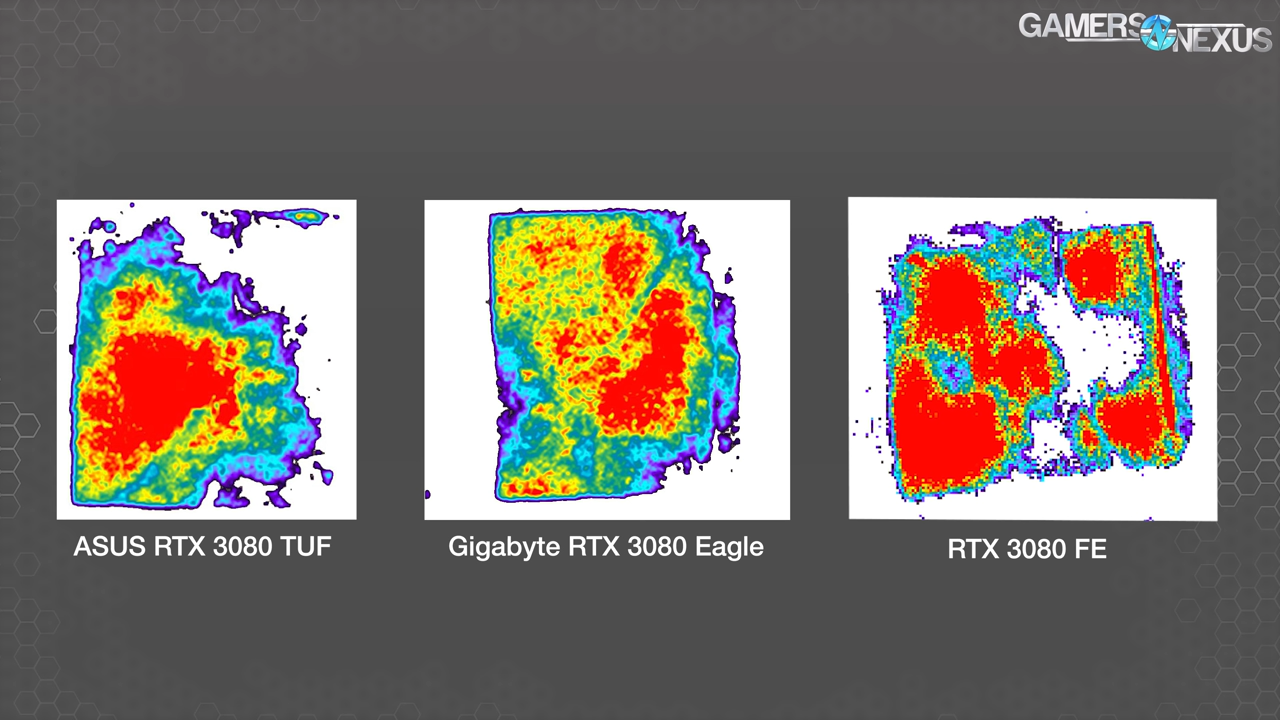 GAMERS NEXUS
ASUS RTX 3080 TUF
Gigabyte RTX 3080 Eagle
RTX 3080 FE